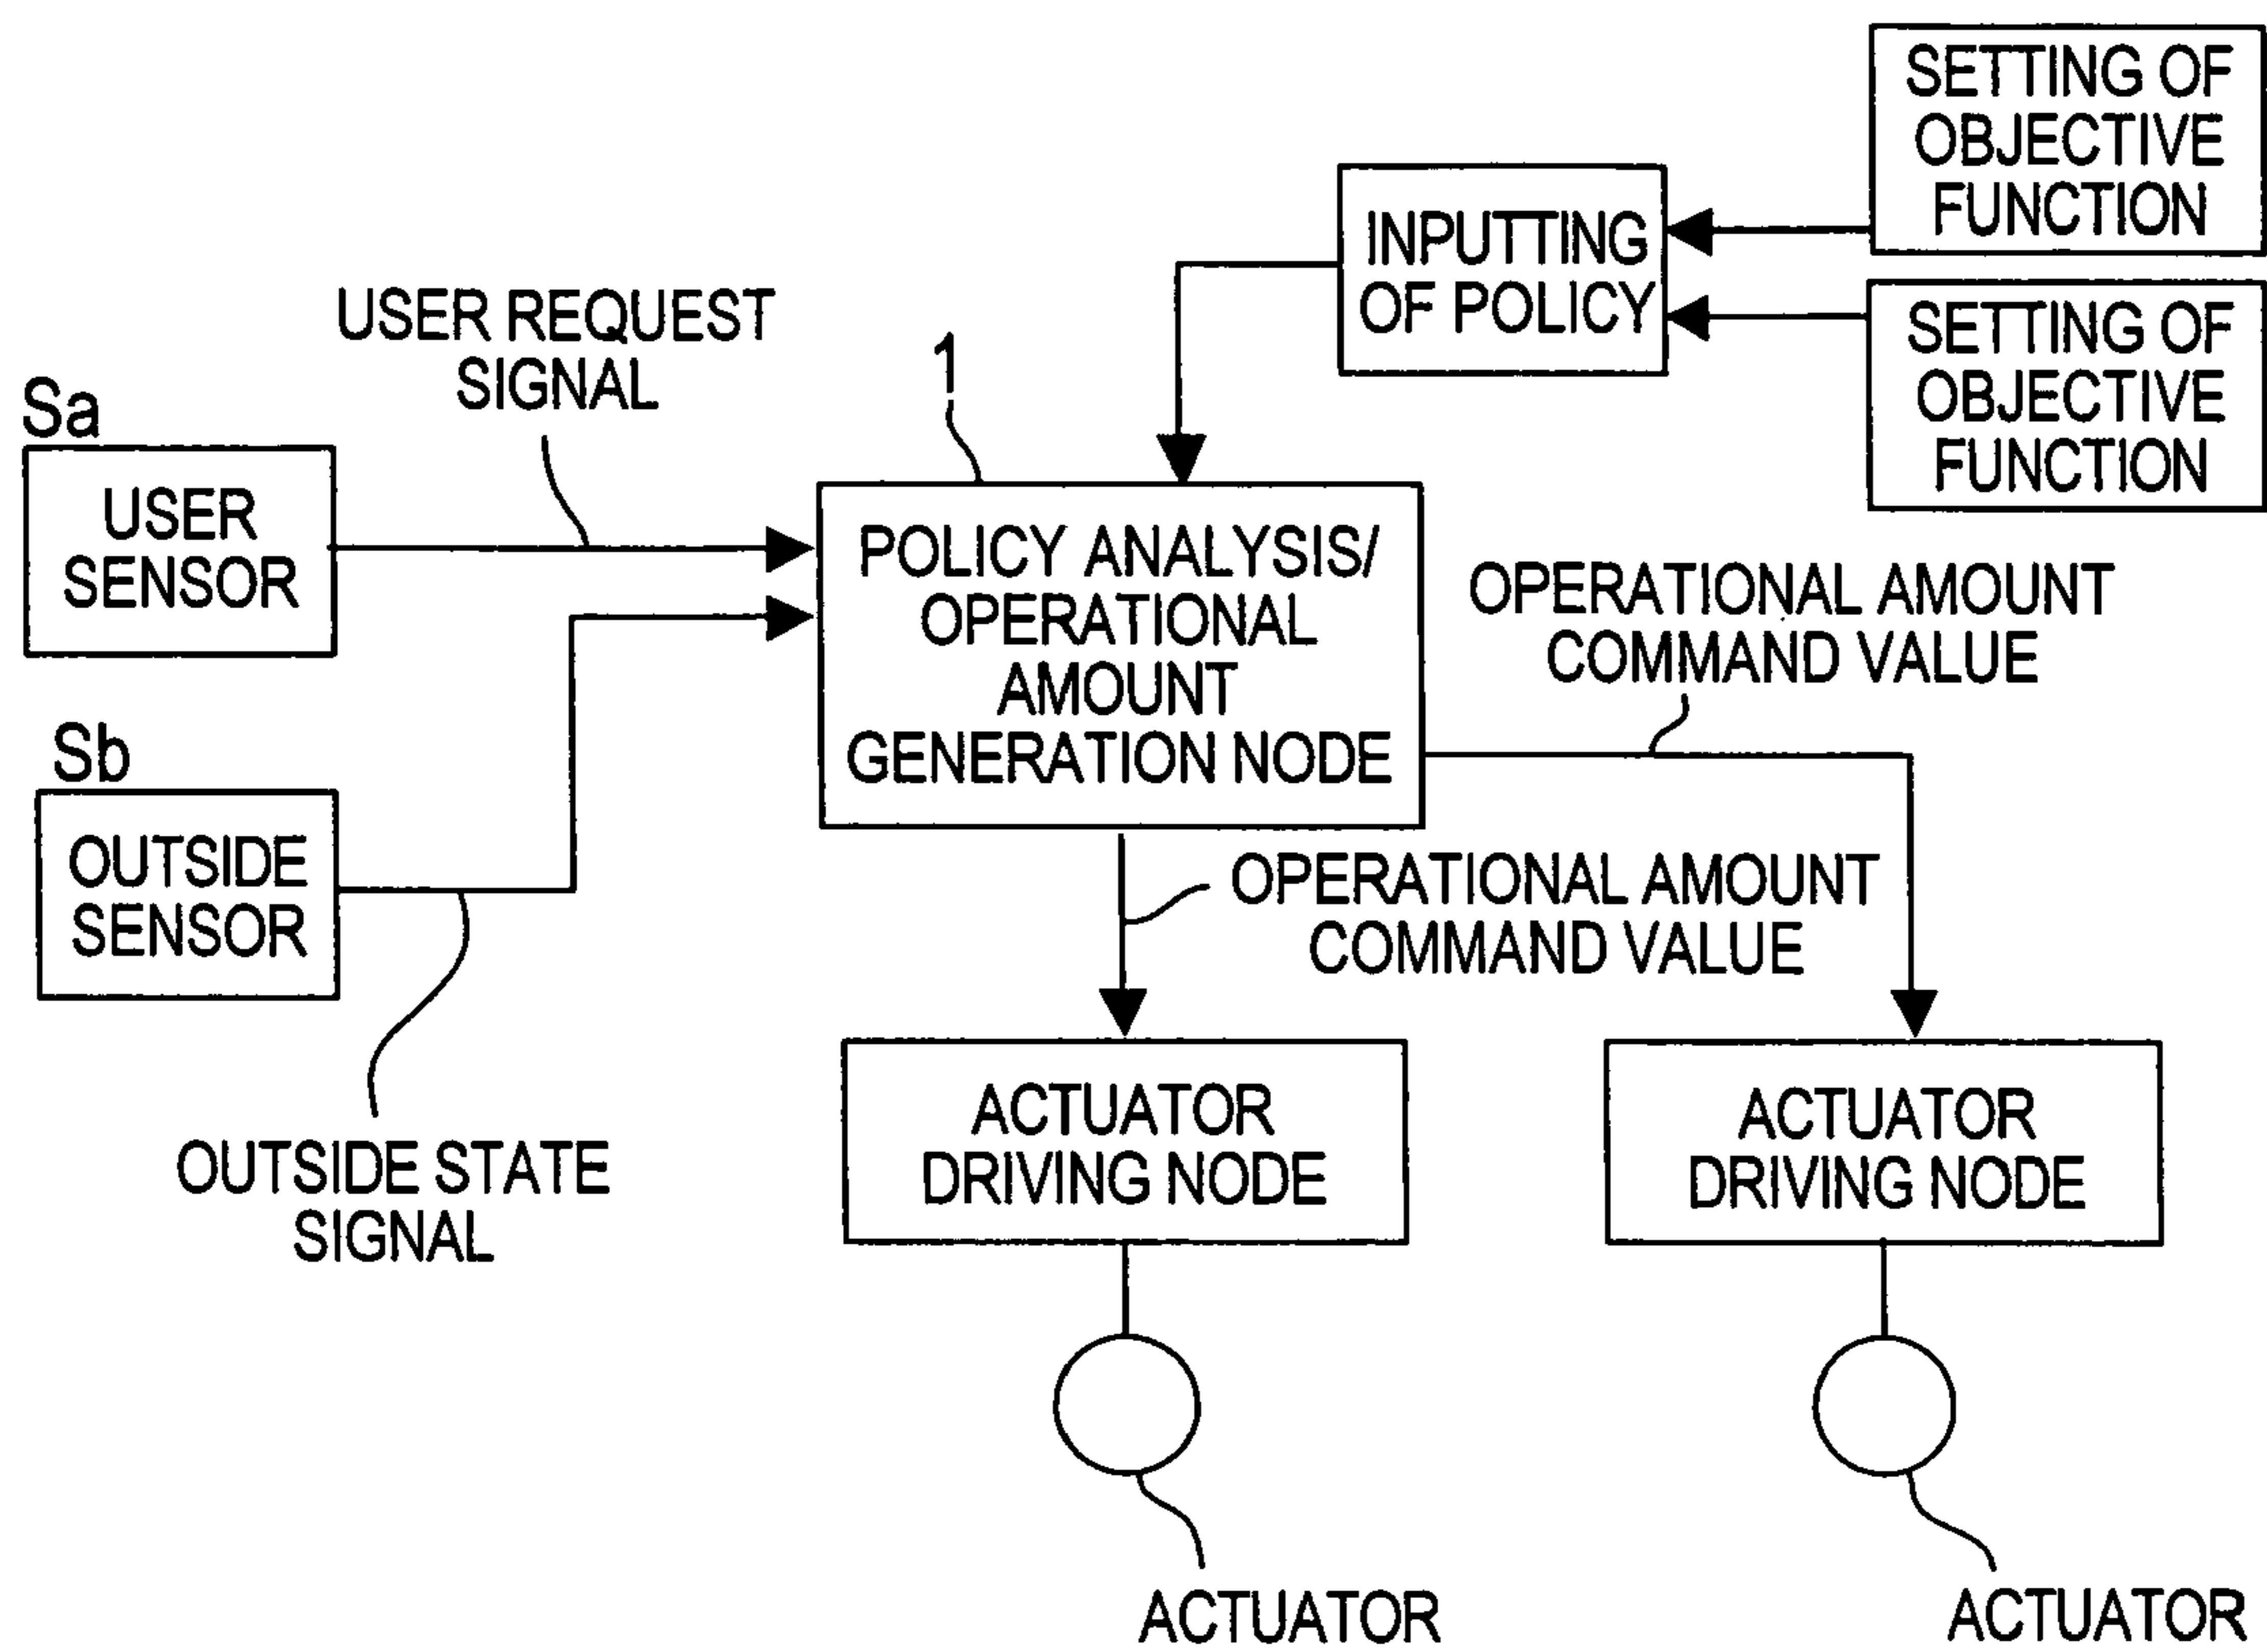 SETTING OF
OBJECTIVE
FUNCTION
INPUTTING
OF POLICY
SETTING OF
OBJECTIVE
FUNCTION
USER REQUEST
SIGNAL
1
Sa
USER
SENSOR
POLICY ANALYSIS/
OPERATIONAL
AMOUNT
GENERATION NODE
OPERATIONAL AMOUNT
COMMAND VALUE
Sb
OUTSIDE
SENSOR
OPERATIONAL AMOUNT
COMMAND VALUE
OUTSIDE STATE
SIGNAL
ACTUATOR
DRIVING NODE
ACTUATOR
DRIVING NODE
ACTUATOR
ACTUATOR